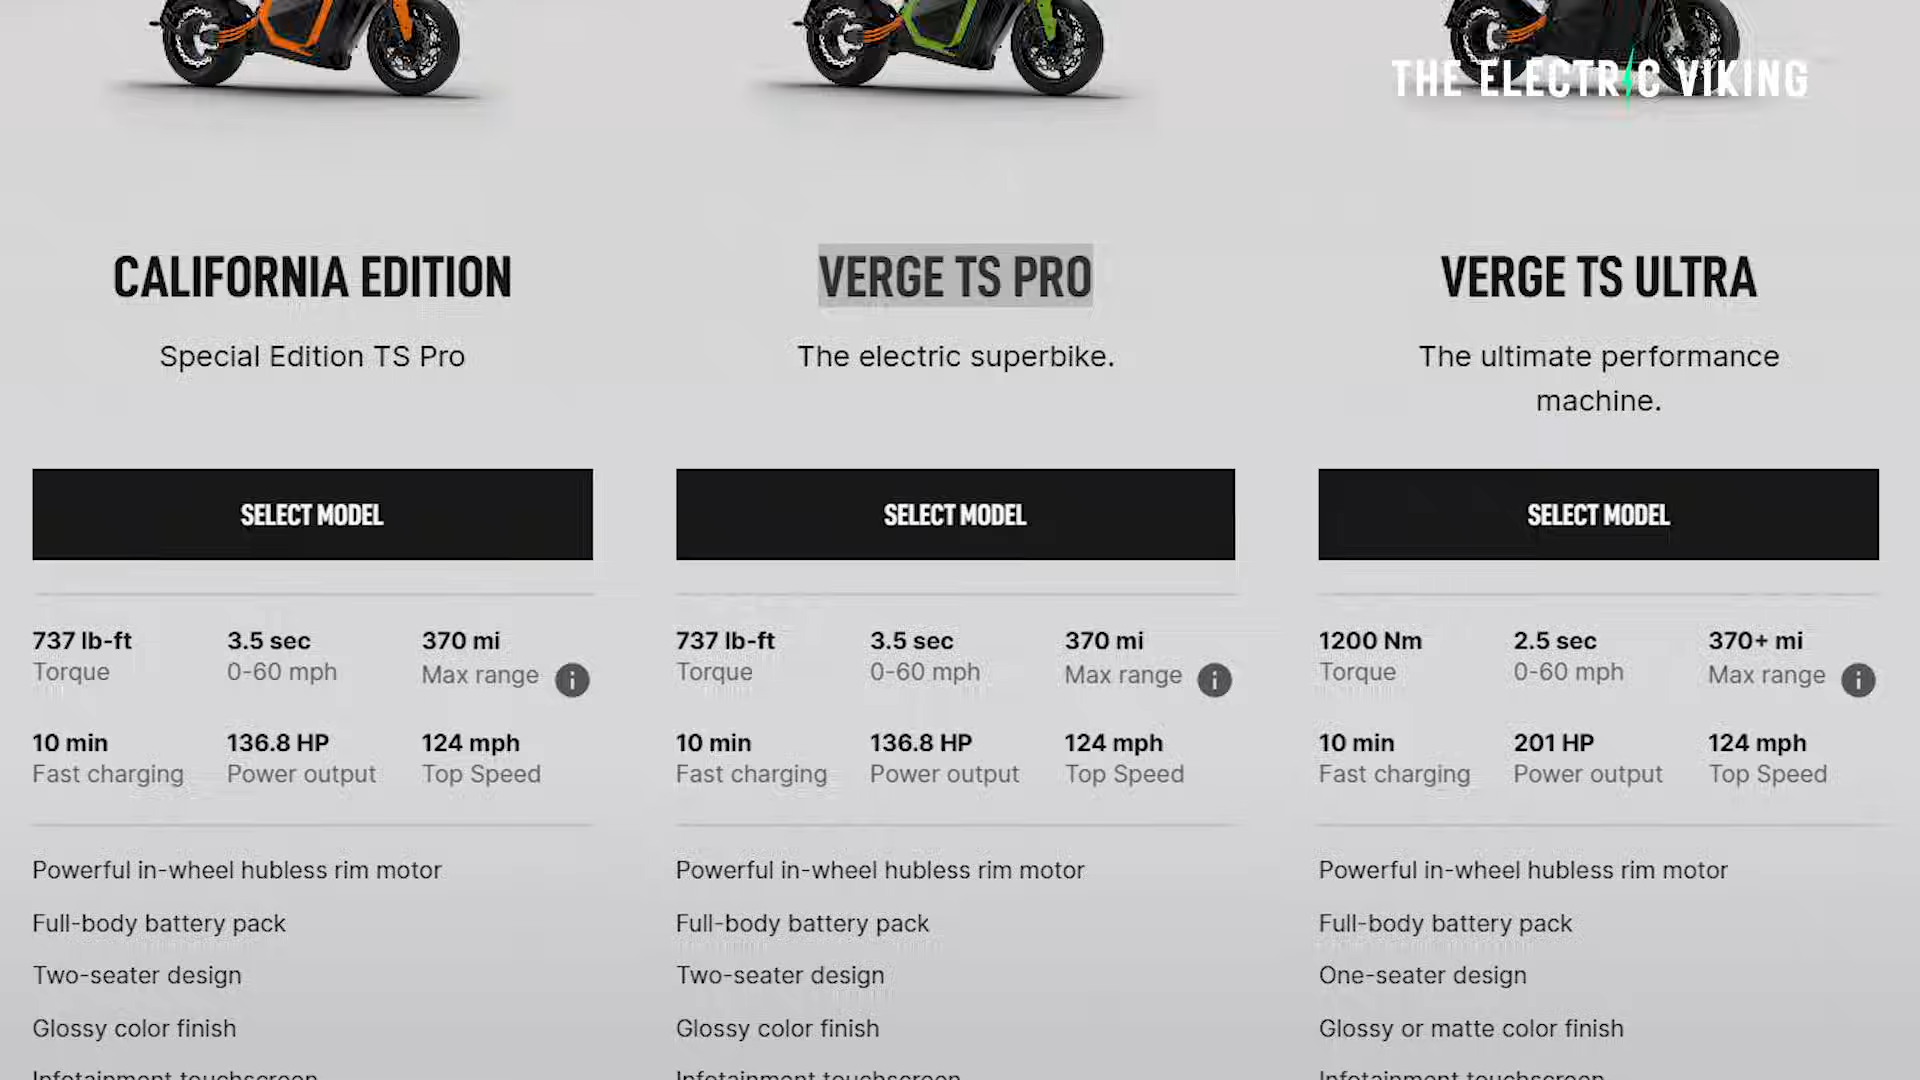 THE ELECTRIC VIKING
CALIFORNIA EDITION
Special Edition TS Pro
SELECT MODEL
737 lb-ft
Torque
3.5 sec
0-60 mph
370 mi
Max range
10 min
Fast charging
136.8 HP
Power output
124 mph
Top Speed
Powerful in-wheel hubless rim motor
Full-body battery pack
Two-seater design
Glossy color finish
Infotainment touchscreen
VERGE TS PRO
The electric superbike.
SELECT MODEL
737 lb-ft
Torque
3.5 sec
0-60 mph
370 mi
Max range
10 min
Fast charging
136.8 HP
Power output
124 mph
Top Speed
Powerful in-wheel hubless rim motor
Full-body battery pack
Two-seater design
Glossy color finish
Infotainment touchscreen
VERGE TS ULTRA
The ultimate performance
machine.
SELECT MODEL
1200 Nm
Torque
2.5 sec
0-60 mph
370+ mi
Max range
10 min
Fast charging
201 HP
Power output
124 mph
Top Speed
Powerful in-wheel hubless rim motor
Full-body battery pack
One-seater design
Glossy or matte color finish
Infotainment touchscreen